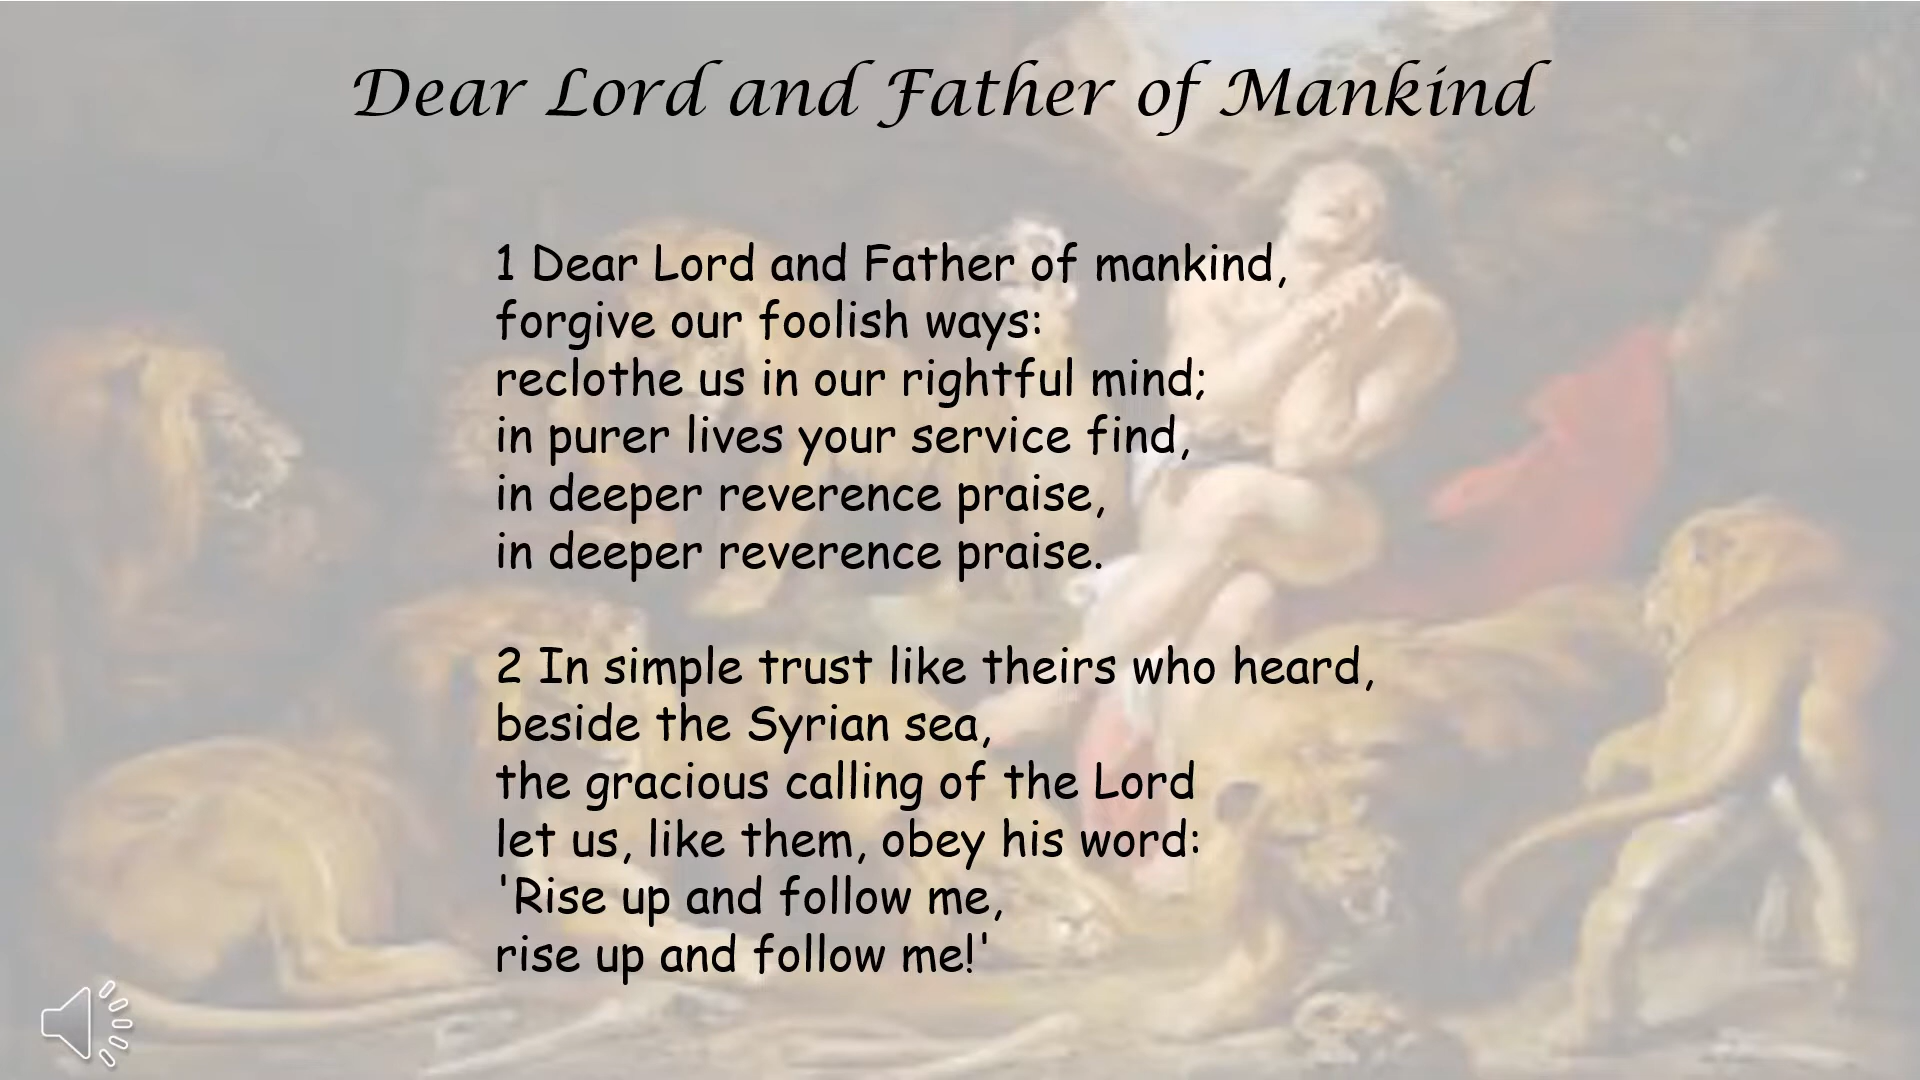 Dear Lord and Father of Mankind
1 Dear Lord and Father of mankind,
forgive our foolish ways:
reclothe us in our rightful mind;
in purer lives your service find,
in deeper reverence praise,
in deeper reverence praise.
2 In simple trust like theirs who heard,
beside the Syrian sea,
the gracious calling of the Lord
let us, like them, obey his word:
'Rise up and follow me,
rise up and follow me!'